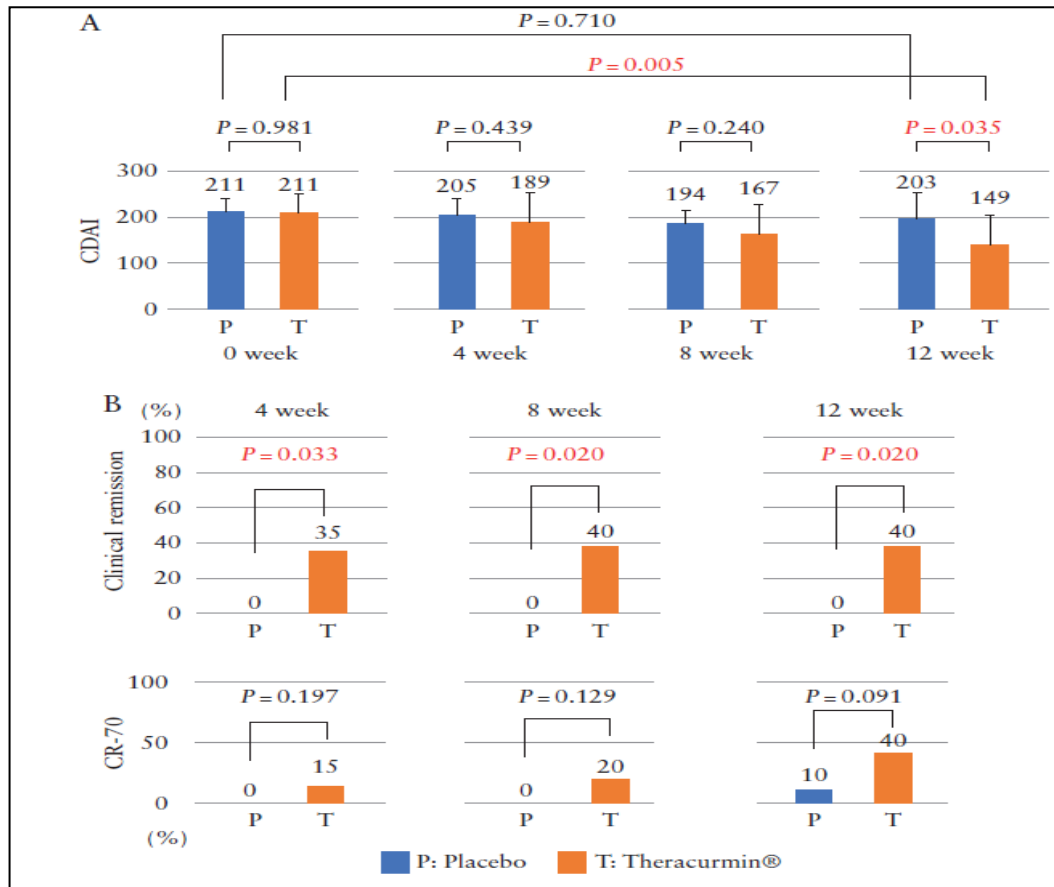 A
P = 0.710
P = 0.005
P = 0.981 P = 0.439 P = 0.240 P = 0.035
300
211 211 205 189 194 167 203 149
200
CDAI
100
0
P T P T P T P T
0 week 4 week 8 week 12 week
B (%) 4 week 8 week 12 week
100
P = 0.033 P = 0.020 P = 0.020
80
60
Clinical remission
35 40 40
40
20
0 0 0
0
P T P T P T
100
P = 0.197 P = 0.129 P = 0.091
CR-70
50
15 20 10 40
0 0
0
P T P T P T
(%)
P: Placebo T: Theracurmin®